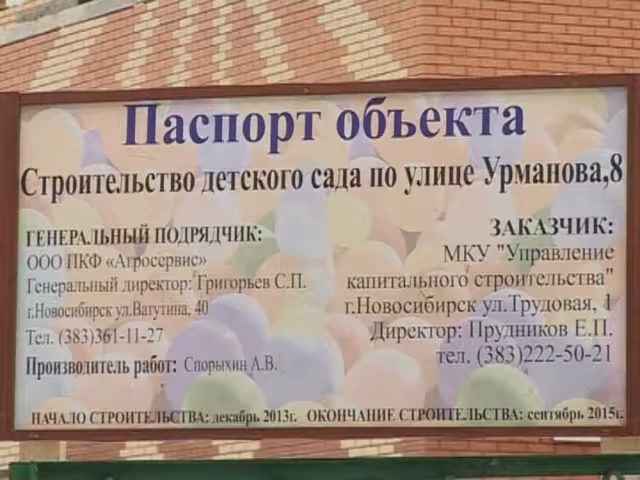 Паспорт объекта
Строительство детского сада по улице Урманова,8
ГЕНЕРАЛЬНЫЙ ПОДРЯДЧИК:
ООО ПКФ «Агросервис»
Генеральный директор: Григорьев С.П.
г.Новосибирск ул.Ватутина, 40
Тел. (383)361-11-27
Производитель работ: Спорыхин А.В.
ЗАКАЗЧИК:
МКУ "Управление
капитального строительства"
г.Новосибирск ул.Трудовая, 1
Директор: Прудников Е.П.
тел. (383)222-50-21
НАЧАЛО СТРОИТЕЛЬСТВА: декабрь 2013г. ОКОНЧАНИЕ СТРОИТЕЛЬСТВА: сентябрь 2015г.